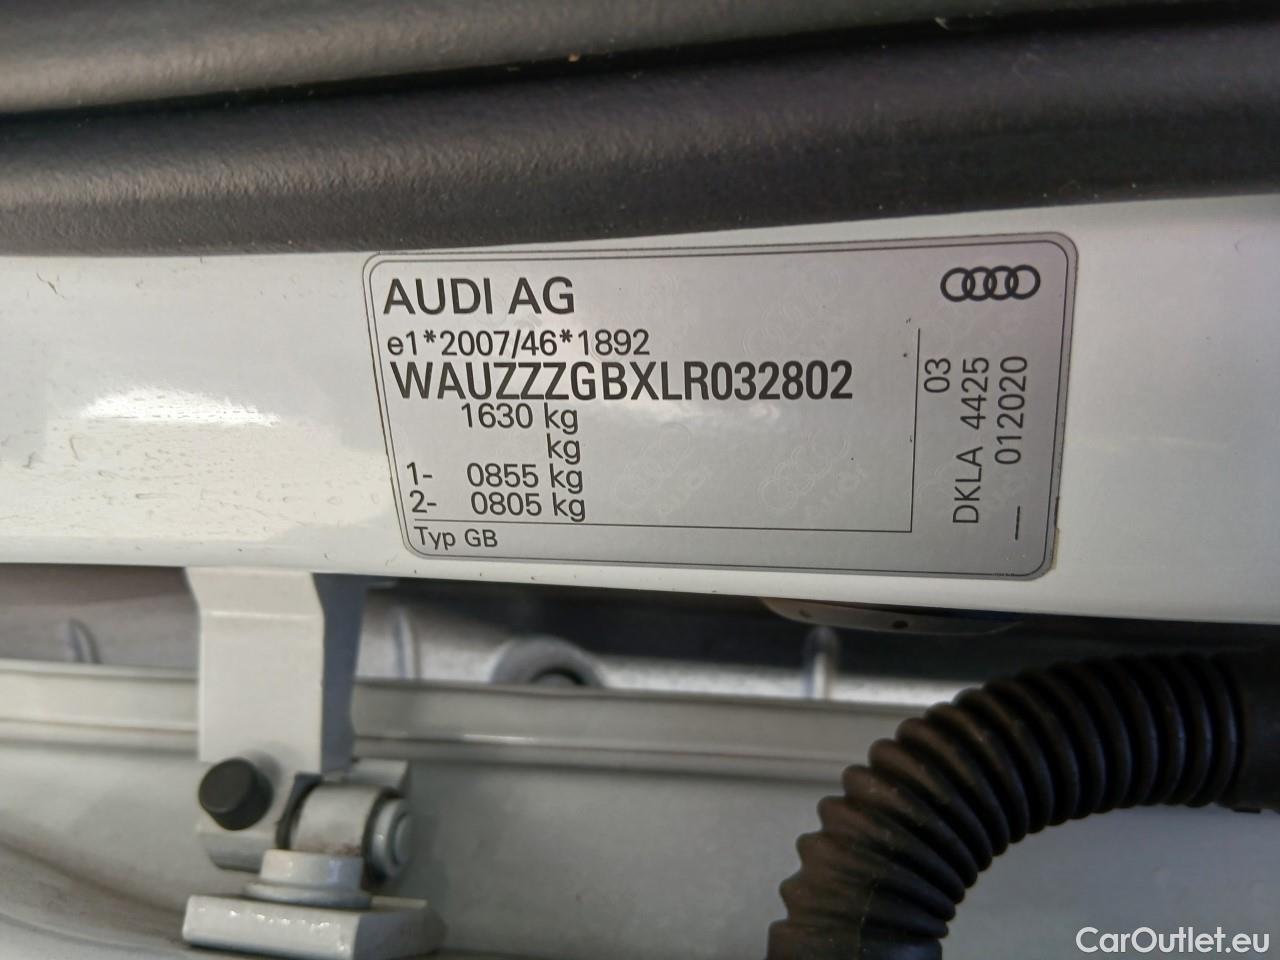 AUDI AG
e1*2007/46*1892
WAUZZZGBXLR032802
1630 kg
kg
1- 0855 kg
2- 0805 kg
Typ GB
03
DKLA 4425
— 012020
CarOutlet.eu